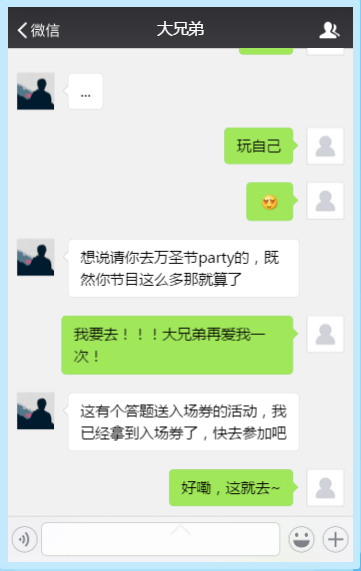 微信
大兄弟
...
玩自己
想说请你去万圣节party的，既
然你节目这么多那就算了
我要去！！！大兄弟再爱我一
次！
这有个答题送入场券的活动，我
已经拿到入场券了，快去参加吧
好嘞，这就去~